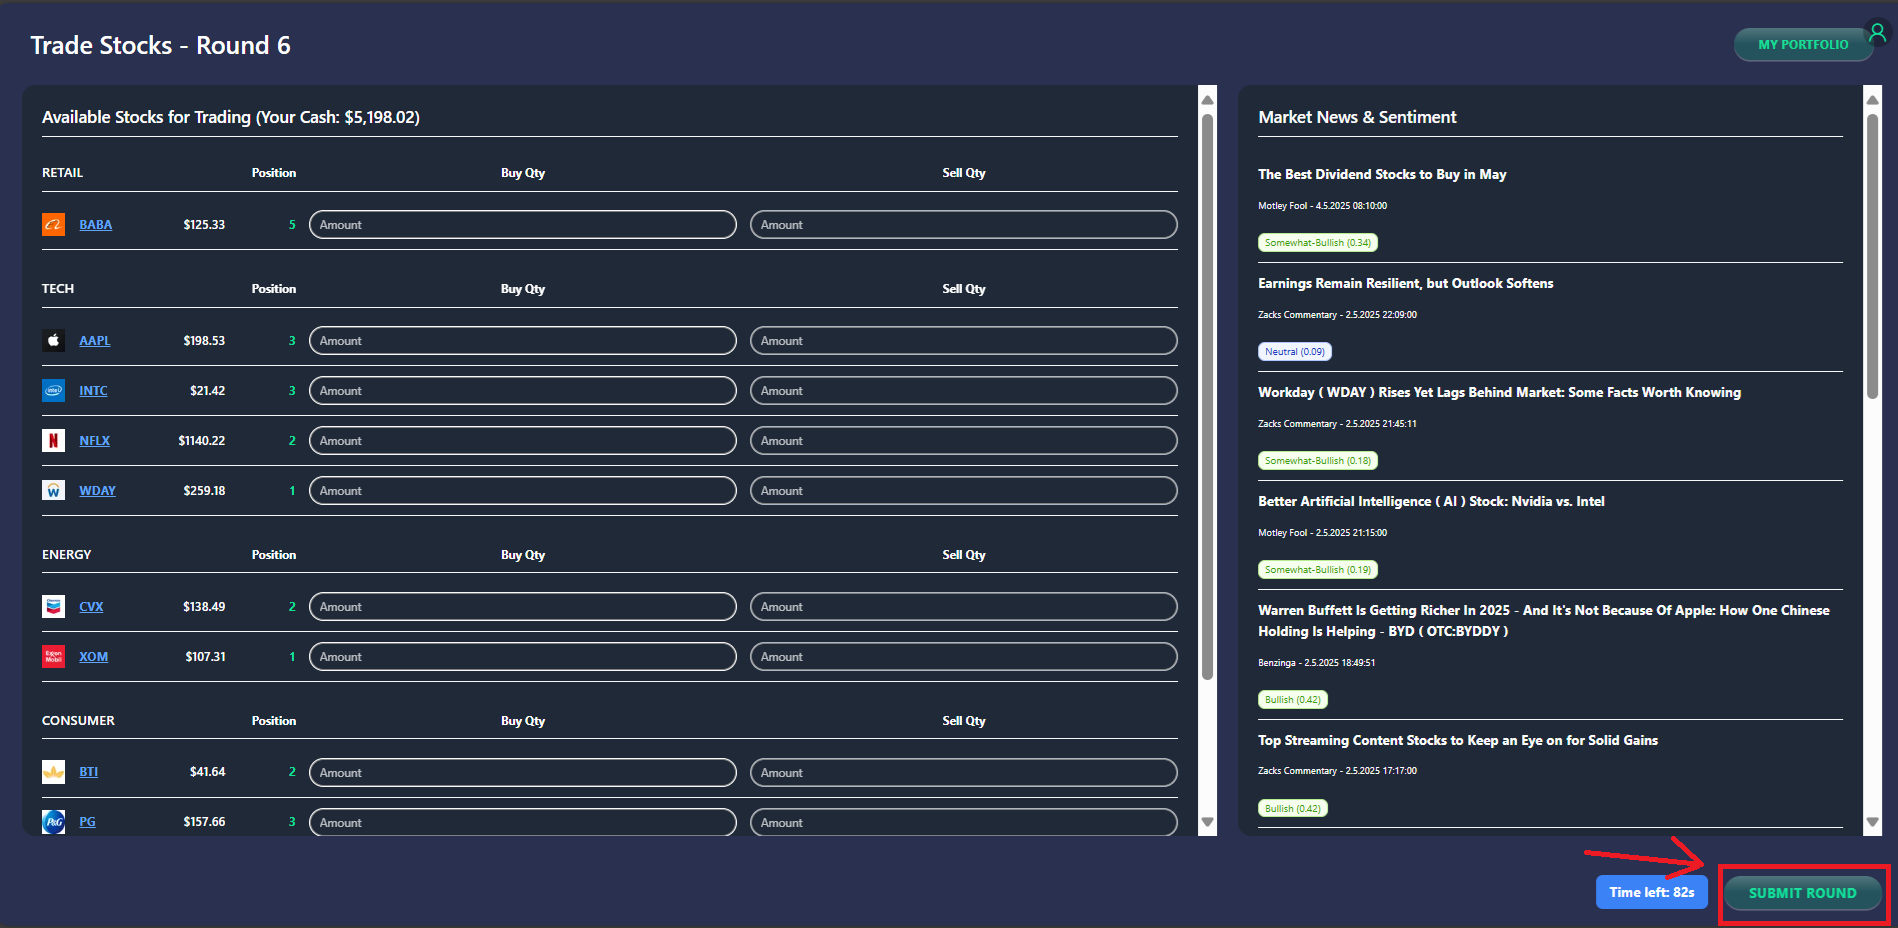 Trade Stocks - Round 6
MY PORTFOLIO
Available Stocks for Trading (Your Cash: $5,198.02)
RETAIL Position Buy Qty Sell Qty
BABA $125.33 5 Amount Amount
TECH Position Buy Qty Sell Qty
AAPL $198.53 3 Amount Amount
intel INTC $21.42 3 Amount Amount
N NFLX $1140.22 2 Amount Amount
W WDAY $259.18 1 Amount Amount
ENERGY Position Buy Qty Sell Qty
CVX $138.49 2 Amount Amount
Exxon Mobil XOM $107.31 1 Amount Amount
CONSUMER Position Buy Qty Sell Qty
BTI $41.64 2 Amount Amount
P&G PG $157.66 3 Amount Amount
Market News & Sentiment
The Best Dividend Stocks to Buy in May
Motley Fool - 4.5.2025 08:10:00
Somewhat-Bullish (0.34)
Earnings Remain Resilient, but Outlook Softens
Zacks Commentary - 2.5.2025 22:09:00
Neutral (0.09)
Workday ( WDAY ) Rises Yet Lags Behind Market: Some Facts Worth Knowing
Zacks Commentary - 2.5.2025 21:45:11
Somewhat-Bullish (0.18)
Better Artificial Intelligence ( AI ) Stock: Nvidia vs. Intel
Motley Fool - 2.5.2025 21:15:00
Somewhat-Bullish (0.19)
Warren Buffett Is Getting Richer In 2025 - And It's Not Because Of Apple: How One Chinese
Holding Is Helping - BYD ( OTC:BYDDY )
Benzinga - 2.5.2025 18:49:51
Bullish (0.42)
Top Streaming Content Stocks to Keep an Eye on for Solid Gains
Zacks Commentary - 2.5.2025 17:17:00
Bullish (0.42)
Time left: 82s
SUBMIT ROUND